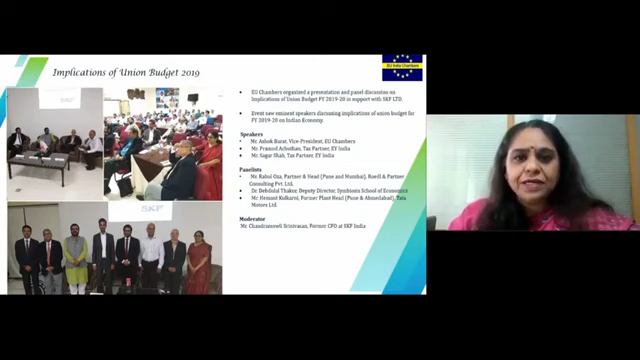 Implications of Union Budget 2019
EU India Chambers
EU Chambers organized a presentation and panel discussion on
Implications of Union Budget FY 2019-20 in support with SKF LTD.
Event saw eminent speakers discussing implications of union budget for
FY 2019-20 on Indian Economy.
Speakers
Mr. Ashok Barat, Vice-President, EU Chambers
Mr. Pramod Achuthan, Tax Partner, EY India
Mr. Sagar Shah, Tax Partner, EY India
Panelists
Mr. Rahul Oza, Partner & Head [Pune and Mumbai], Roedl & Partner
Consulting Pvt. Ltd.
Dr. Debdulal Thakur, Deputy Director, Symbiosis School of Economics
Mr. Hemant Kulkarni, Former Plant Head [Pune & Ahmedabad], Tata
Motors Ltd.
Moderator
Mr. Chandramowli Srinivasan, Former CPO at SKF India
SKF